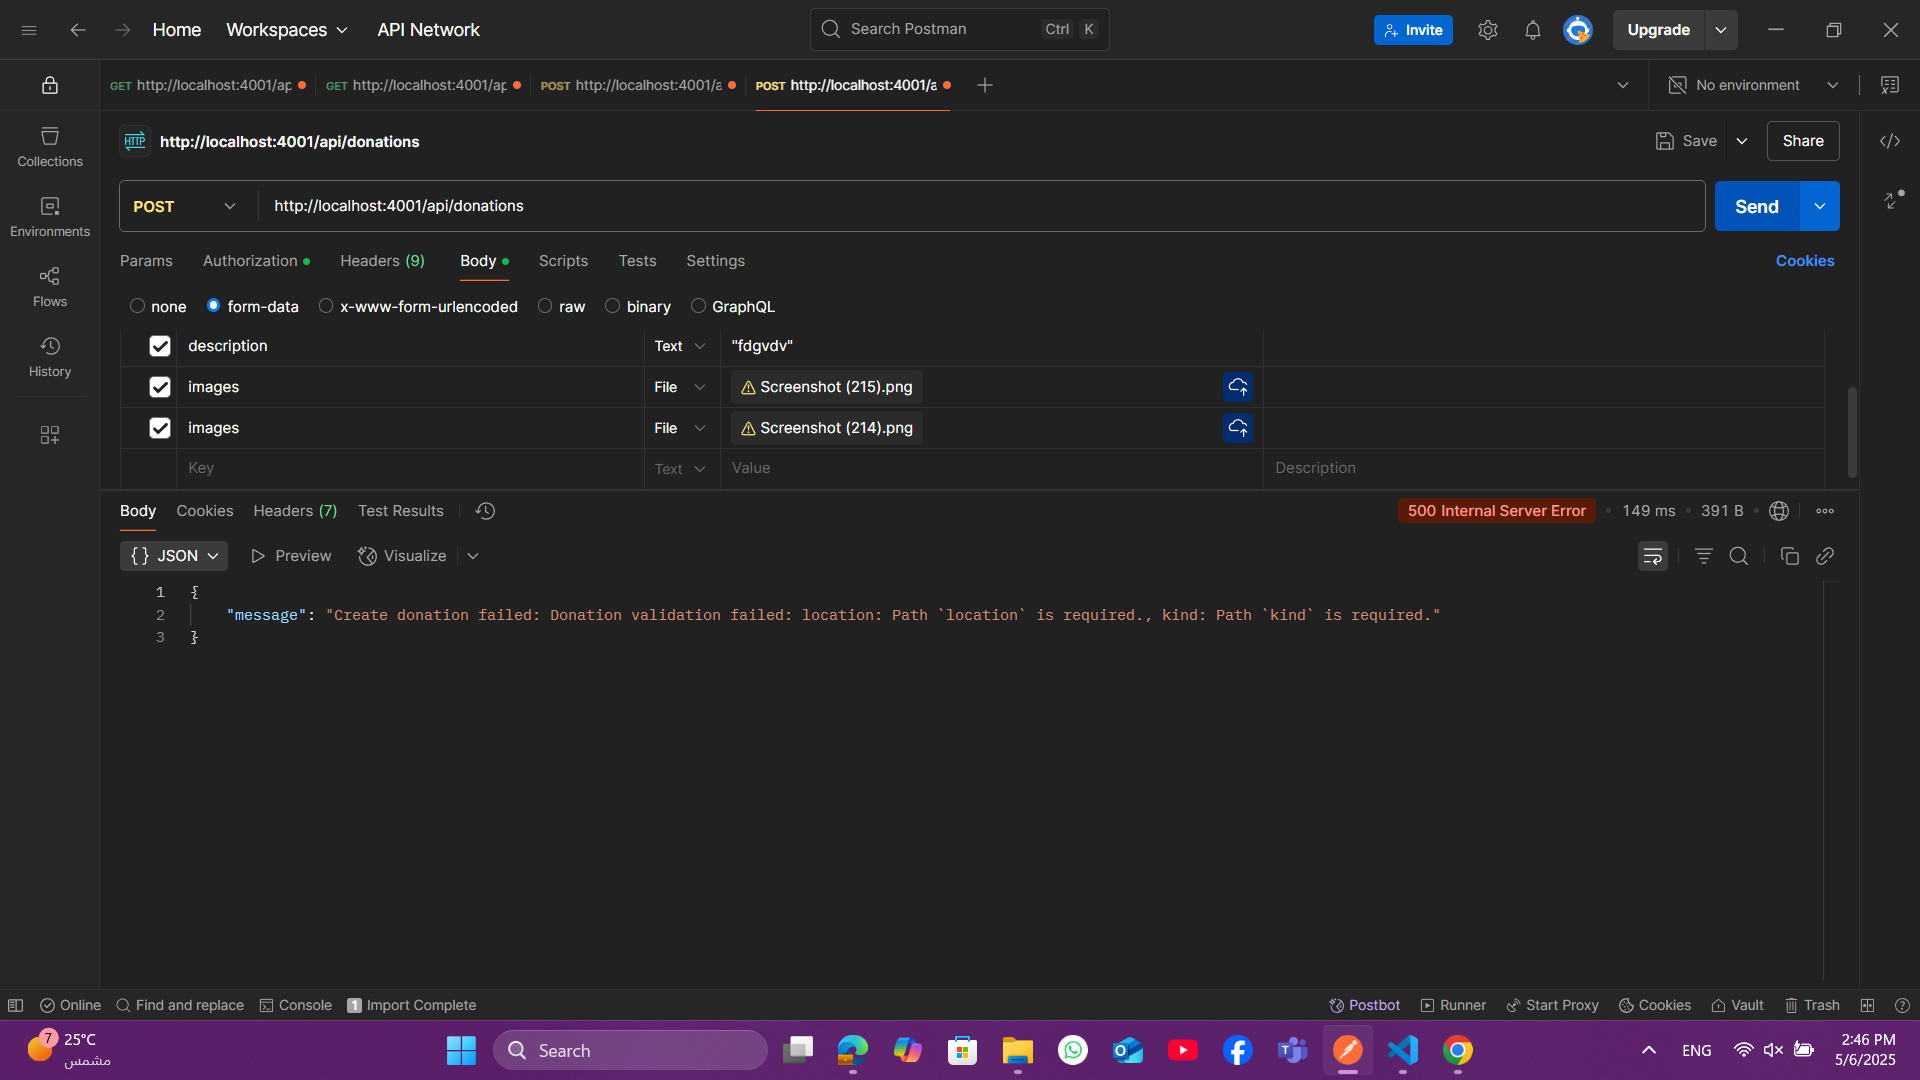 Home Workspaces API Network Search Postman Ctrl K Invite Upgrade
GET http://localhost:4001/ap GET http://localhost:4001/ap POST http://localhost:4001/a POST http://localhost:4001/a No environment
HTTP http://localhost:4001/api/donations Save Share
Collections
POST http://localhost:4001/api/donations Send
Environments
Params Authorization Headers (9) Body Scripts Tests Settings Cookies
Flows
none form-data x-www-form-urlencoded raw binary GraphQL
description Text "fdgvdv"
History
images File Screenshot (215).png
images File Screenshot (214).png
Key Text Value Description
Body Cookies Headers (7) Test Results 500 Internal Server Error 149 ms 391 B
{} JSON Preview Visualize
1 {
2 "message": "Create donation failed: Donation validation failed: location: Path `location` is required., kind: Path `kind` is required."
3 }
Online Find and replace Console 1 Import Complete Postbot Runner Start Proxy Cookies Vault Trash
7 25°C
مشمس
Search
ENG
2:46 PM
5/6/2025